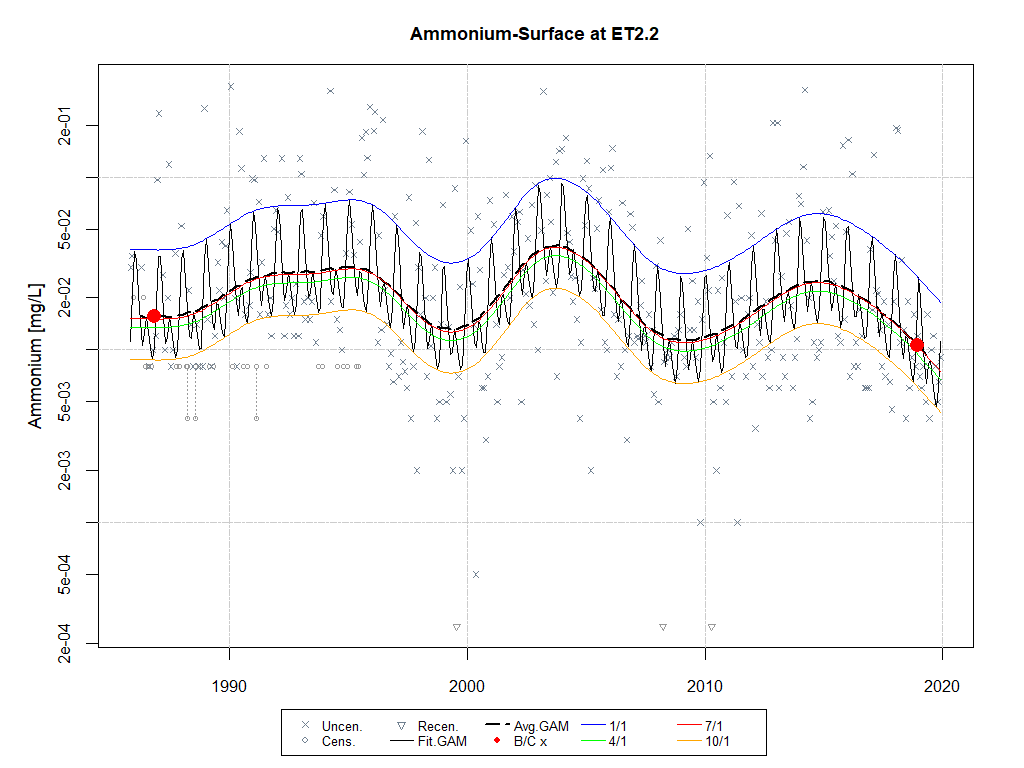 Ammonium-Surface at ET2.2
Ammonium [mg/L]
2e-01
5e-02
2e-02
5e-03
2e-03
5e-04
2e-04
1990 2000 2010 2020
Uncen. Recen. Avg.GAM 1/1 7/1
Cens. Fit.GAM B/C x 4/1 10/1